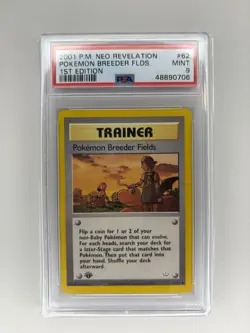 2001 P.M. NEO REVELATION #62
POKEMON BREEDER FLDS MINT
1ST EDITION 9
PSA 48890706
TRAINER
Pokémon Breeder Fields
Flip a coin for 1 or 2 of your
non-Baby Pokémon that can evolve.
For each heads, search your deck for
a later-Stage card that matches that
Pokémon. Then put that card into
your hand. Shuffle your deck
afterward.